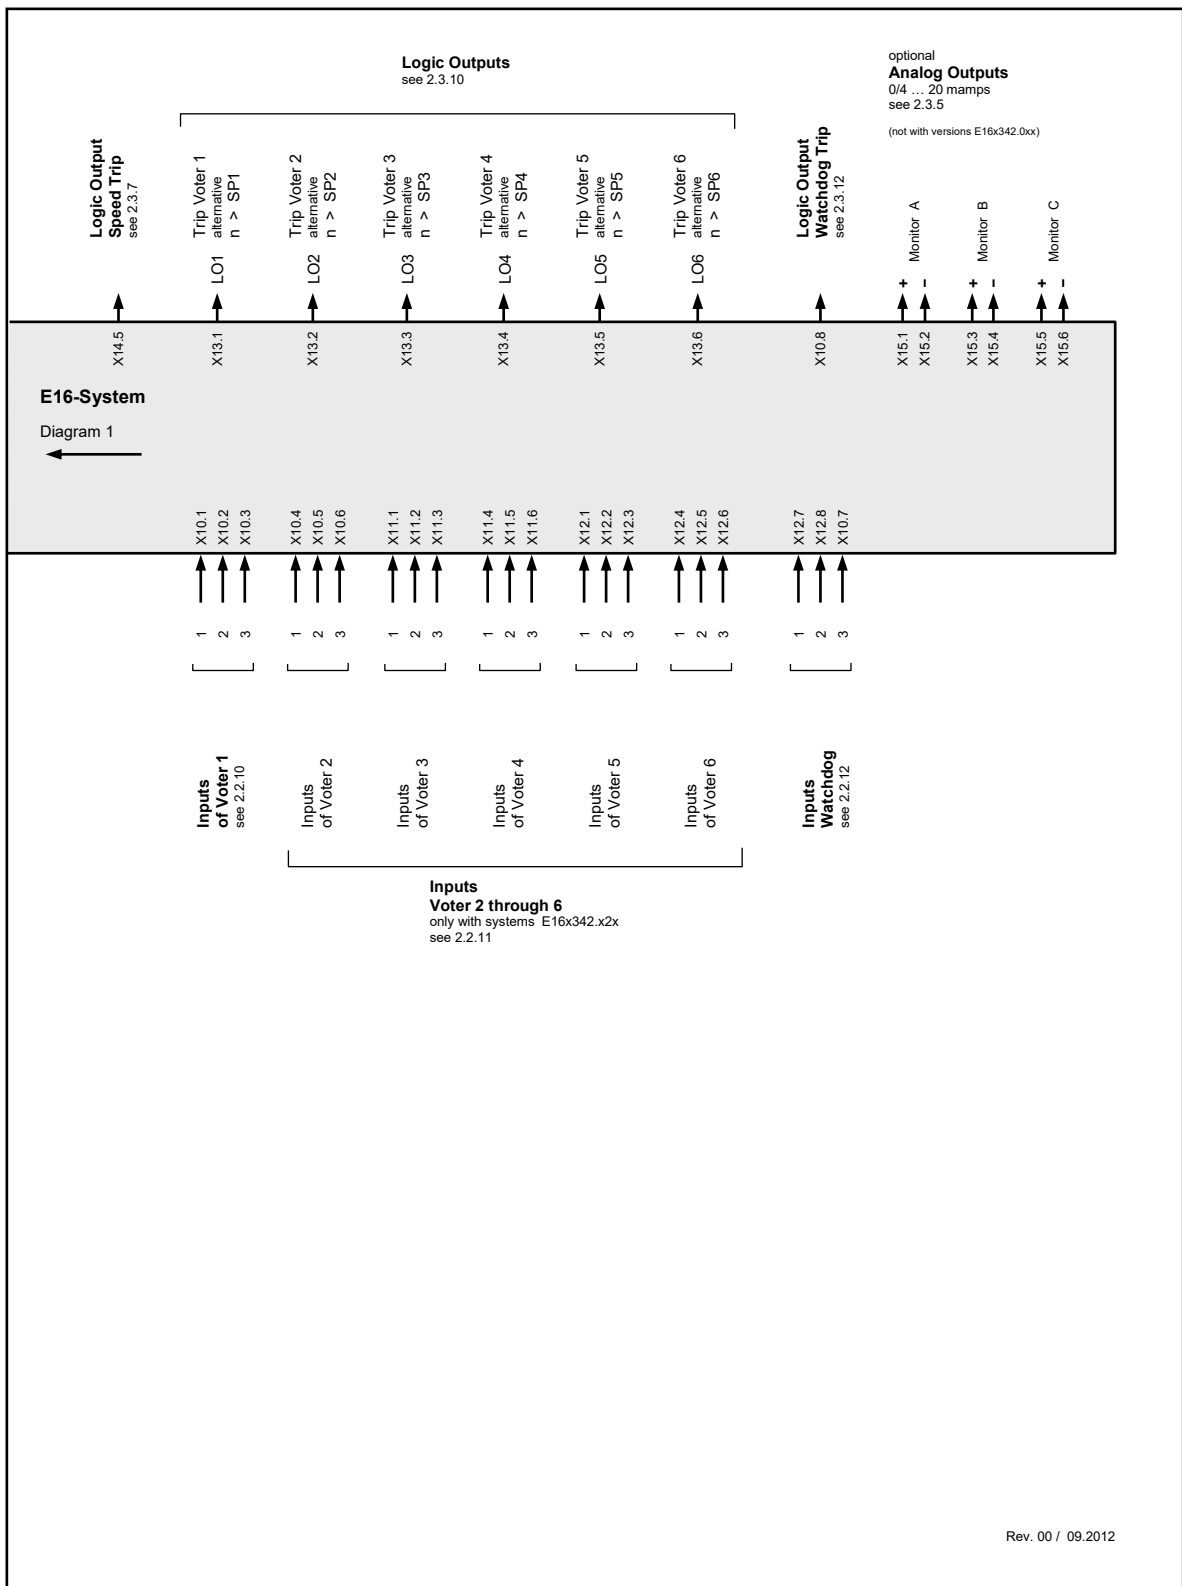 Logic Outputs
see 2.3.10
optional
Analog Outputs
0/4 … 20 mamps
see 2.3.5
(not with versions E16x342.0xx)
Logic Output
Speed Trip
see 2.3.7
Trip Voter 1
alternative
n > SP1
Trip Voter 2
alternative
n > SP2
Trip Voter 3
alternative
n > SP3
Trip Voter 4
alternative
n > SP4
Trip Voter 5
alternative
n > SP5
Trip Voter 6
alternative
n > SP6
Logic Output
Watchdog Trip
see 2.3.12
Monitor A
Monitor B
Monitor C
LO1
LO2
LO3
LO4
LO5
LO6
+
–
+
–
+
–
X14.5
X13.1
X13.2
X13.3
X13.4
X13.5
X13.6
X10.8
X15.1
X15.2
X15.3
X15.4
X15.5
X15.6
E16-System
Diagram 1
X10.1
X10.2
X10.3
X10.4
X10.5
X10.6
X11.1
X11.2
X11.3
X11.4
X11.5
X11.6
X12.1
X12.2
X12.3
X12.4
X12.5
X12.6
X12.7
X12.8
X10.7
1
2
3
1
2
3
1
2
3
1
2
3
1
2
3
1
2
3
1
2
3
Inputs
of Voter 1
see 2.2.10
Inputs
of Voter 2
Inputs
of Voter 3
Inputs
of Voter 4
Inputs
of Voter 5
Inputs
of Voter 6
Inputs
Watchdog
see 2.2.12
Inputs
Voter 2 through 6
only with systems E16x342.x2x
see 2.2.11
Rev. 00 / 09.2012